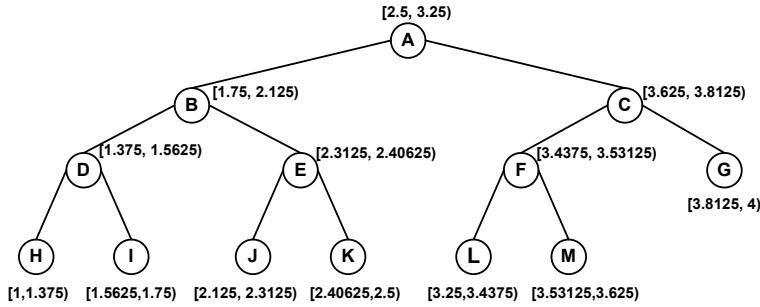 [2.5, 3.25)
A
B
[1.75, 2.125)
C
[3.625, 3.8125)
D
[1.375, 1.5625)
E
[2.3125, 2.40625)
F
[3.4375, 3.53125)
G
[3.8125, 4)
H
I
J
K
L
M
[1,1.375)
[1.5625,1.75)
[2.125, 2.3125)
[2.40625,2.5)
[3.25,3.4375)
[3.53125,3.625)